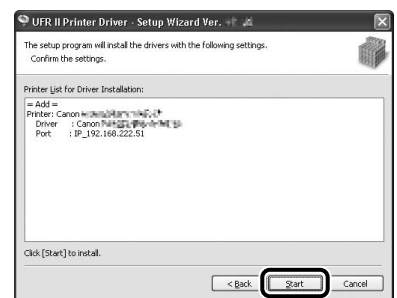 UFR II Printer Driver - Setup Wizard Ver.
The setup program will install the drivers with the following settings.
Confirm the settings.
Printer List for Driver Installation:
= Add =
Printer: Canon
Driver : Canon
Port : IP_192.168.222.51
Click [Start] to install.
< Back Start Cancel